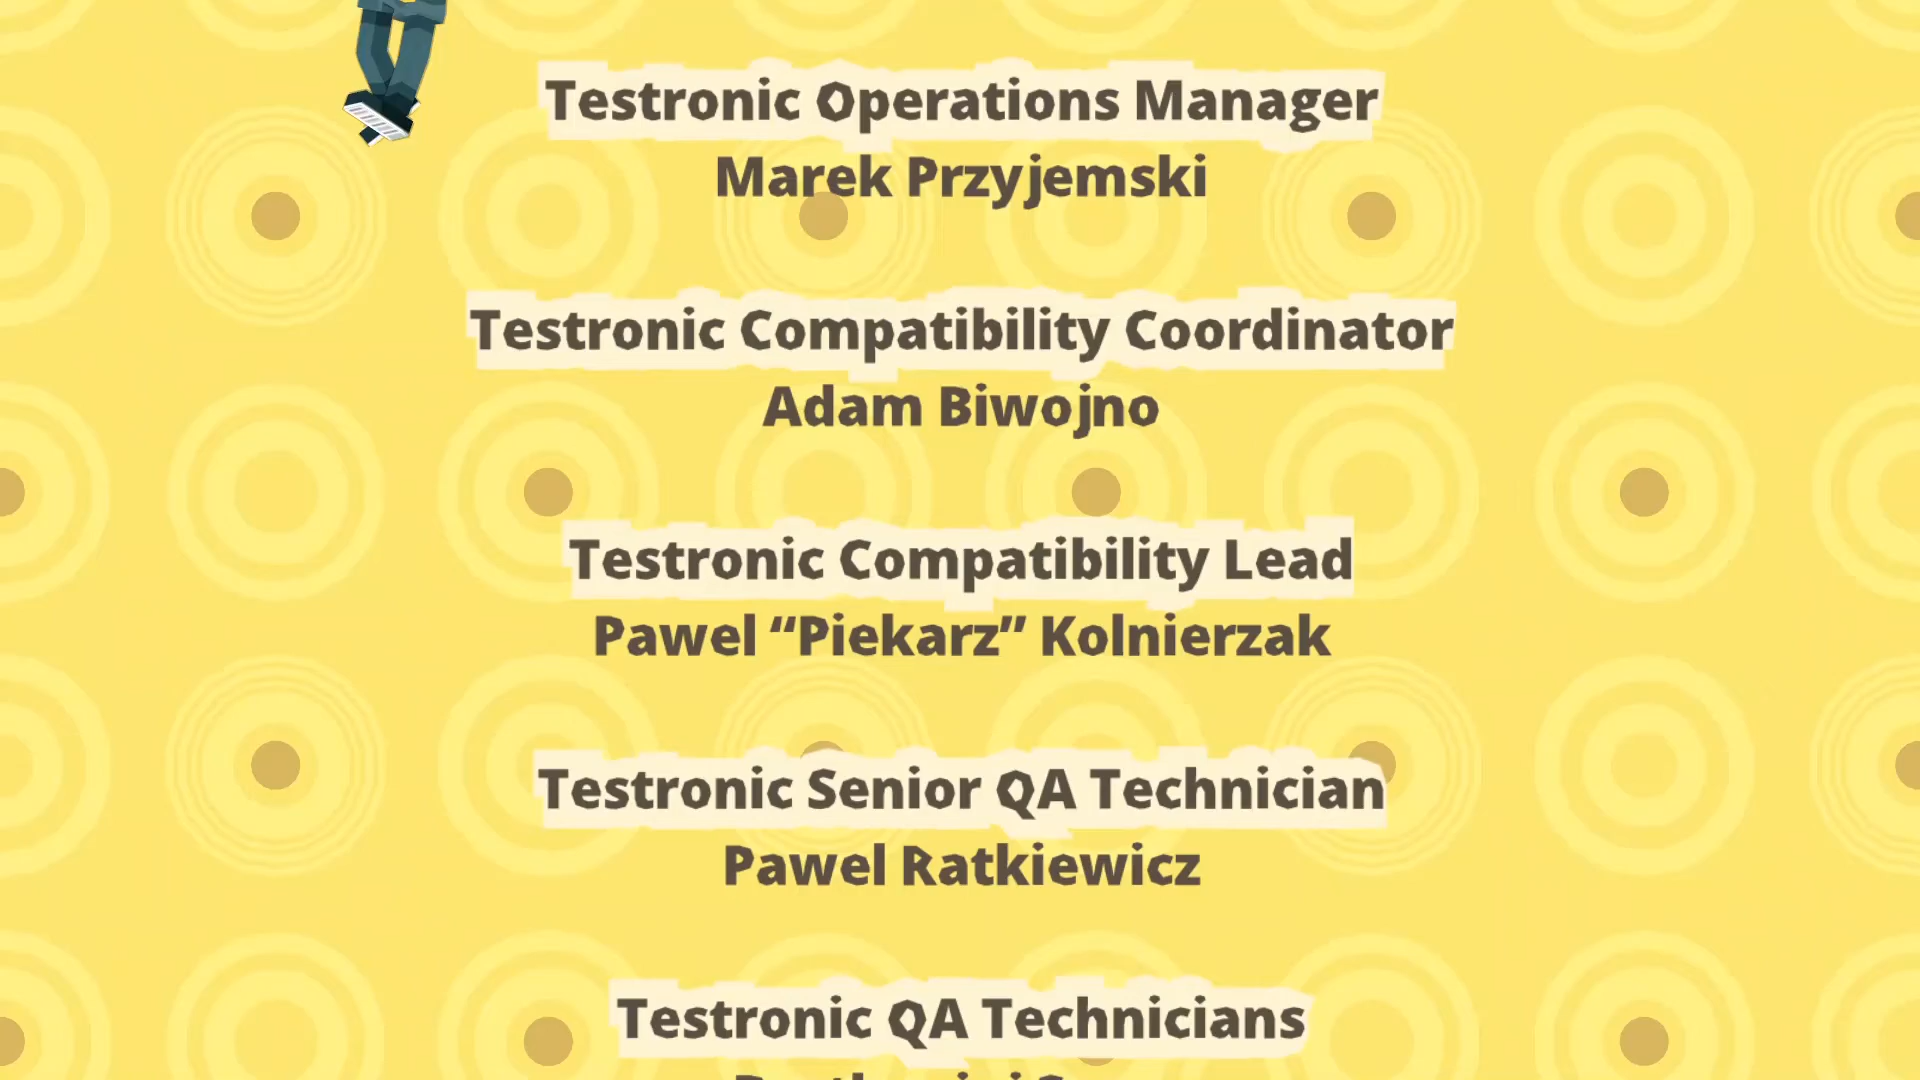 Testronic Operations Manager
Marek Przyjemski
Testronic Compatibility Coordinator
Adam Biwojno
Testronic Compatibility Lead
Pawel “Piekarz” Kolnierzak
Testronic Senior QA Technician
Pawel Ratkiewicz
Testronic QA Technicians